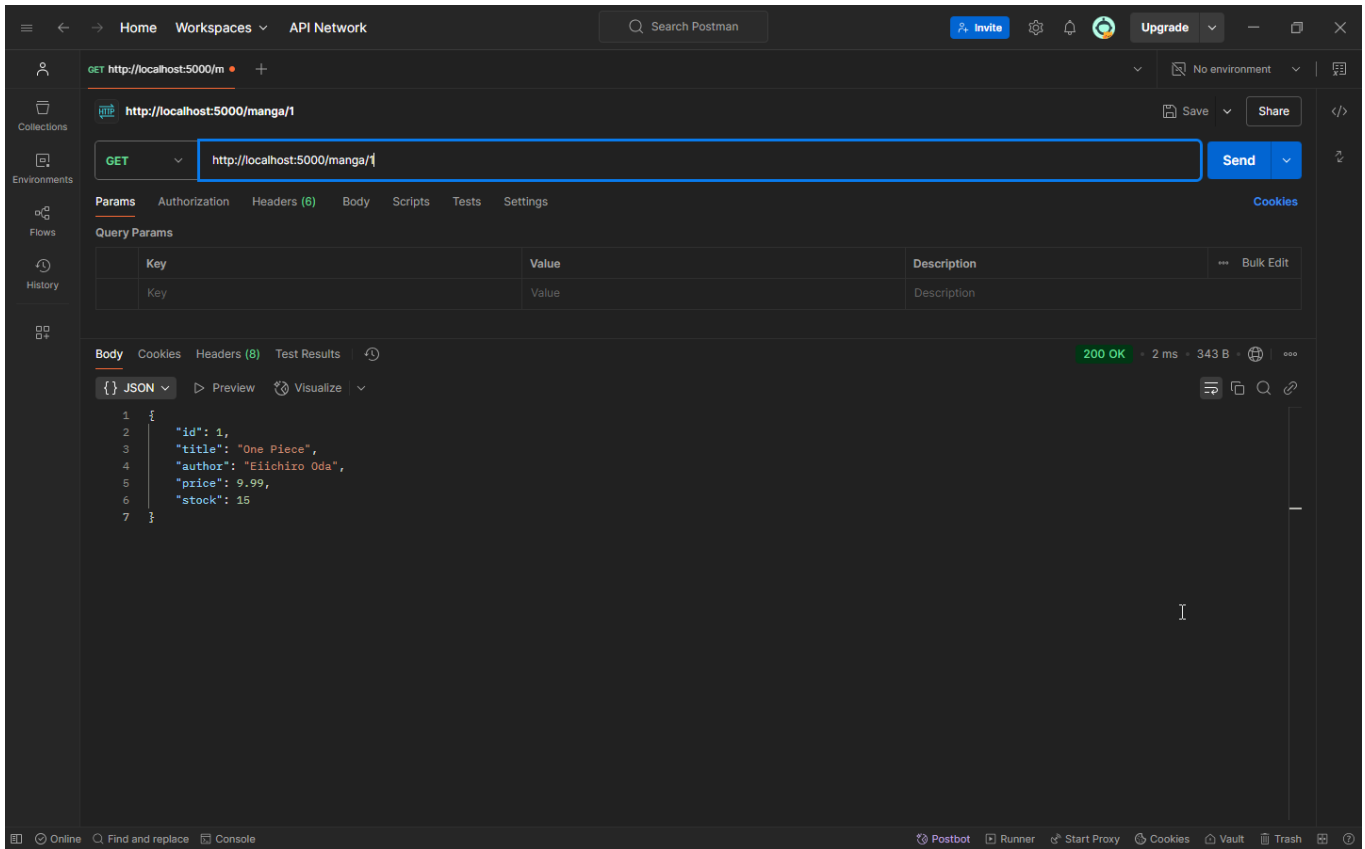 Home Workspaces API Network Search Postman Invite Upgrade
GET http://localhost:5000/m No environment
HTTP http://localhost:5000/manga/1 Save Share
Collections
GET http://localhost:5000/manga/1 Send
Environments
Params Authorization Headers (6) Body Scripts Tests Settings Cookies
Flows
Query Params
Key Value Description Bulk Edit
History
Key Value Description
Body Cookies Headers (8) Test Results 200 OK • 2 ms • 343 B
{} JSON Preview Visualize
1 {
2 "id": 1,
3 "title": "One Piece",
4 "author": "Eiichiro Oda",
5 "price": 9.99,
6 "stock": 15
7 }
Online Find and replace Console Postbot Runner Start Proxy Cookies Vault Trash